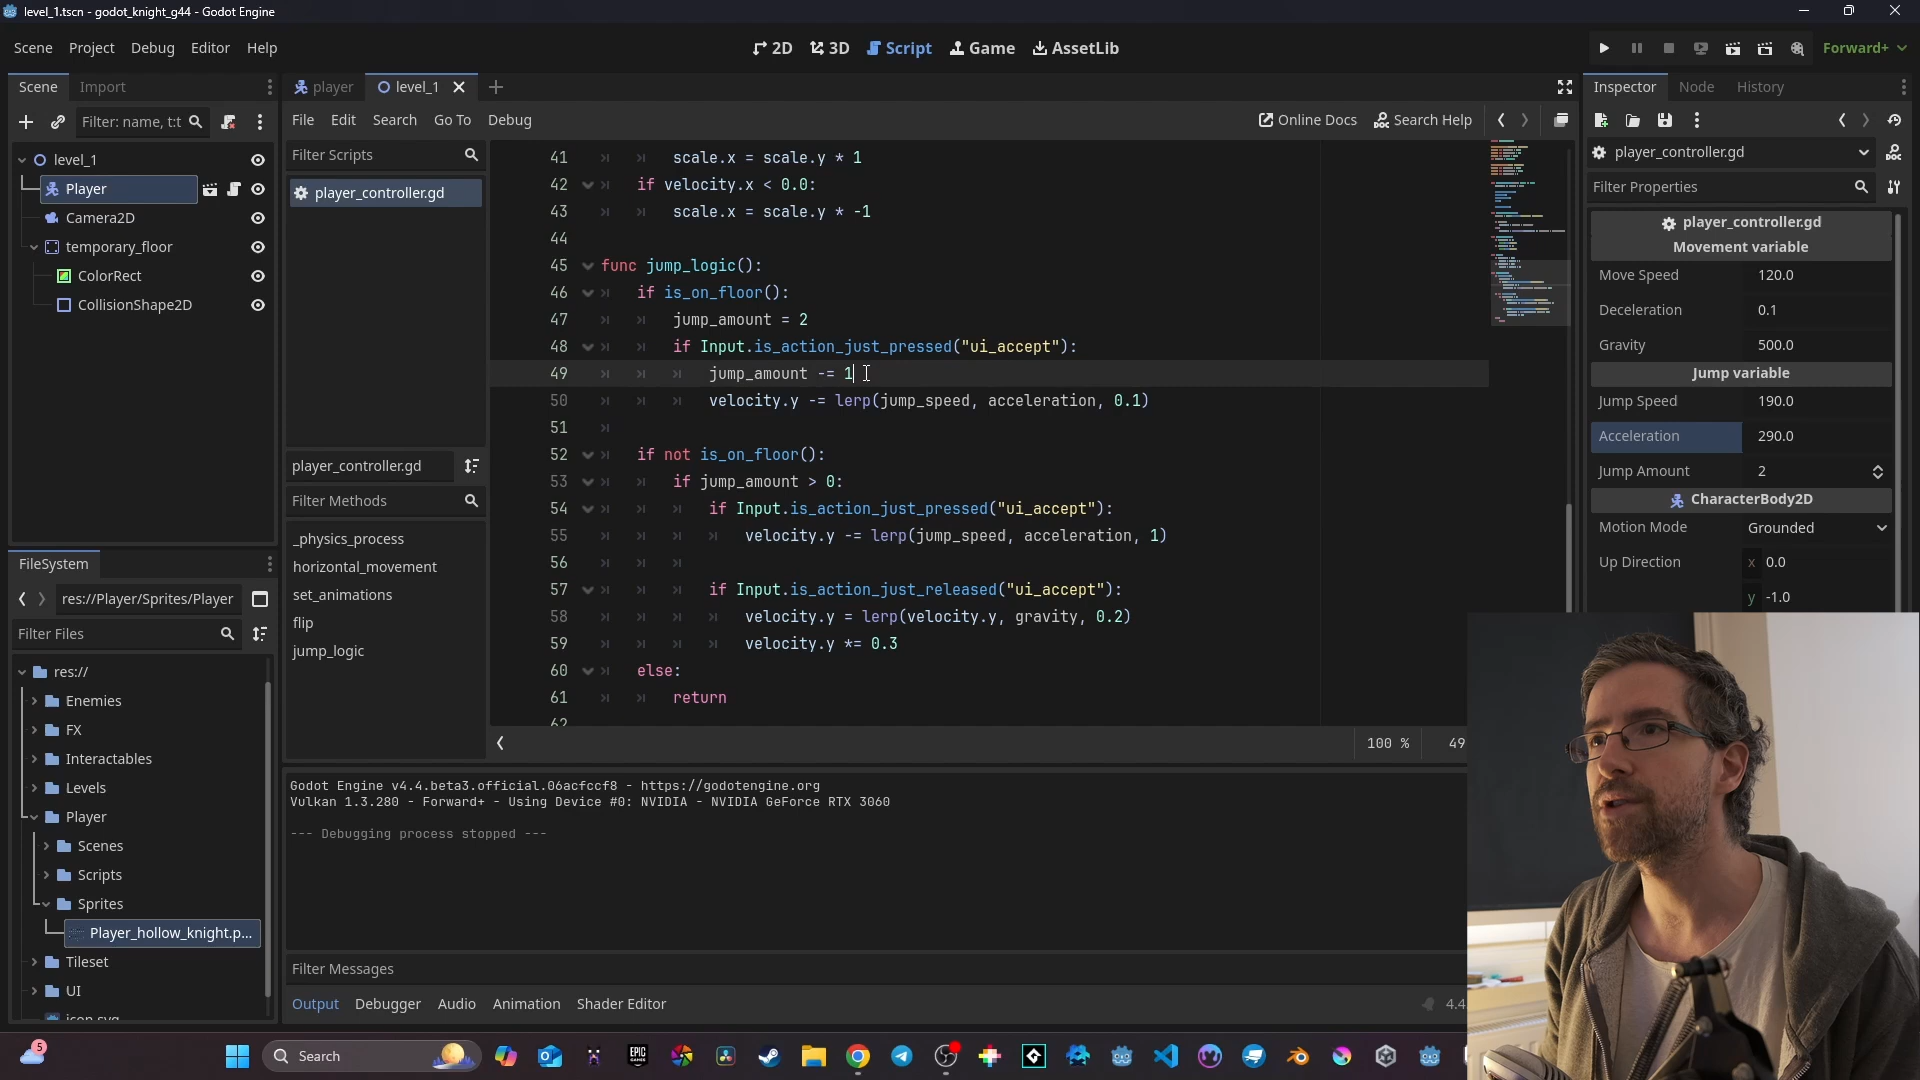 level_1.tscn - godot_knight_g44 - Godot Engine
Scene Project Debug Editor Help
2D 3D Script Game AssetLib
Forward+
Scene Import
player level_1
Inspector Node History
Filter: name, t:t
File Edit Search Go To Debug
Online Docs Search Help
level_1
Player
Camera2D
temporary_floor
ColorRect
CollisionShape2D
Filter Scripts
player_controller.gd
player_controller.gd
Filter Methods
_physics_process
horizontal_movement
set_animations
flip
jump_logic
41 scale.x = scale.y * 1
42 if velocity.x < 0.0:
43 scale.x = scale.y * -1
44
45 func jump_logic():
46 if is_on_floor():
47 jump_amount = 2
48 if Input.is_action_just_pressed("ui_accept"):
49 jump_amount -= 1
50 velocity.y -= lerp(jump_speed, acceleration, 0.1)
51
52 if not is_on_floor():
53 if jump_amount > 0:
54 if Input.is_action_just_pressed("ui_accept"):
55 velocity.y -= lerp(jump_speed, acceleration, 1)
56
57 if Input.is_action_just_released("ui_accept"):
58 velocity.y = lerp(velocity.y, gravity, 0.2)
59 velocity.y *= 0.3
60 else:
61 return
62
100 % 49
player_controller.gd
Filter Properties
player_controller.gd
Movement variable
Move Speed 120.0
Deceleration 0.1
Gravity 500.0
Jump variable
Jump Speed 190.0
Acceleration 290.0
Jump Amount 2
CharacterBody2D
Motion Mode Grounded
Up Direction x 0.0
y -1.0
FileSystem
res://Player/Sprites/Player
Filter Files
res://
Enemies
FX
Interactables
Levels
Player
Scenes
Scripts
Sprites
Player_hollow_knight.p...
Tileset
UI
icon.svg
Godot Engine v4.4.beta3.official.06acfccf8 - https://godotengine.org
Vulkan 1.3.280 - Forward+ - Using Device #0: NVIDIA - NVIDIA GeForce RTX 3060
--- Debugging process stopped ---
Filter Messages
Output Debugger Audio Animation Shader Editor
4.4
5
Search
EPIC GAMES